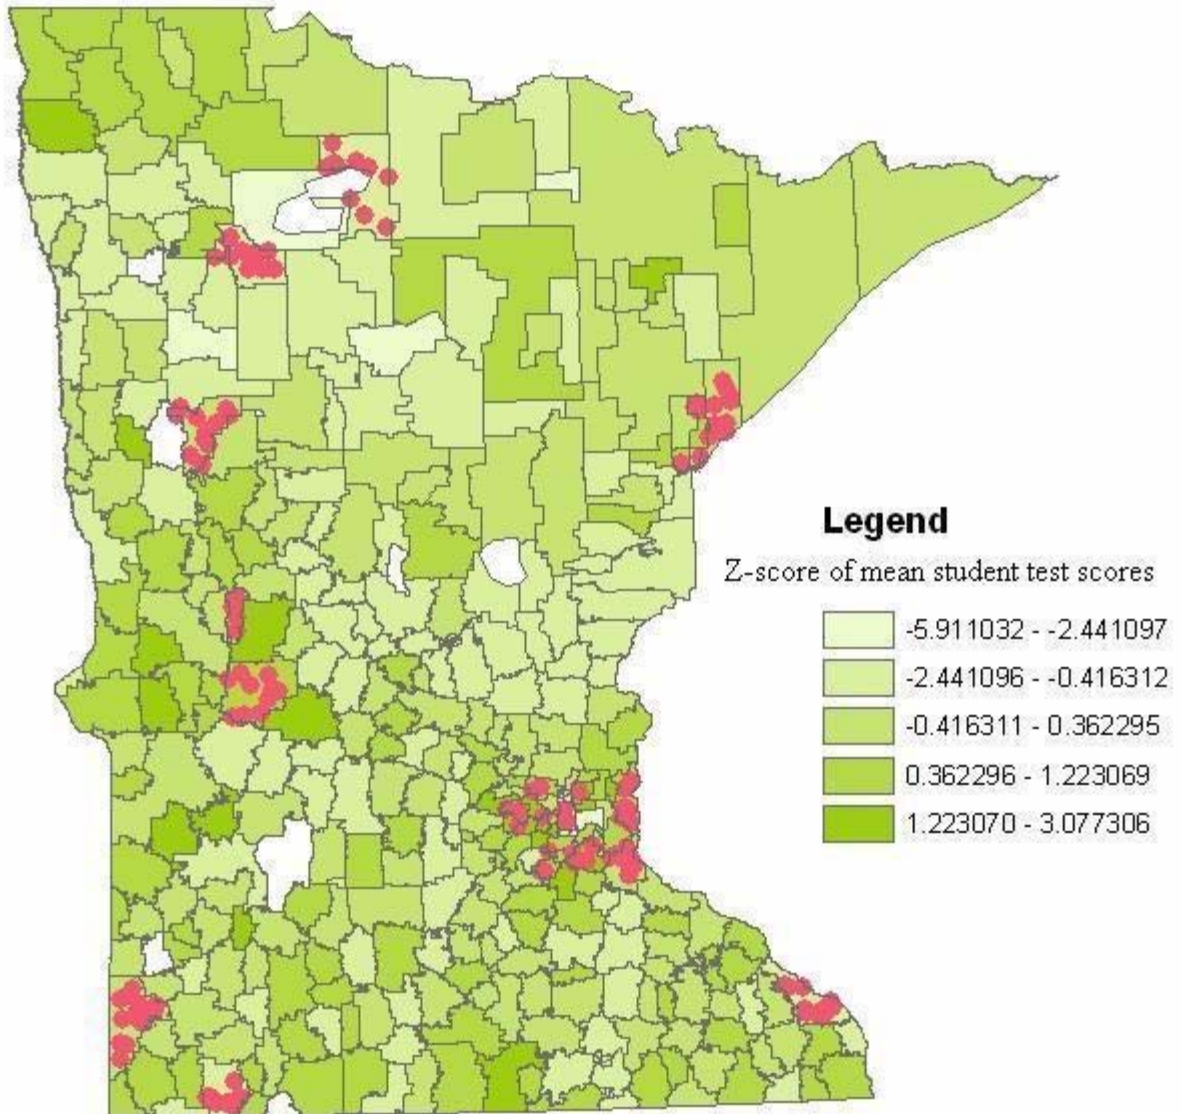 Legend
Z-score of mean student test scores
-5.911032 - -2.441097
-2.441096 - -0.416312
-0.416311 - 0.362295
0.362296 - 1.223069
1.223070 - 3.077306